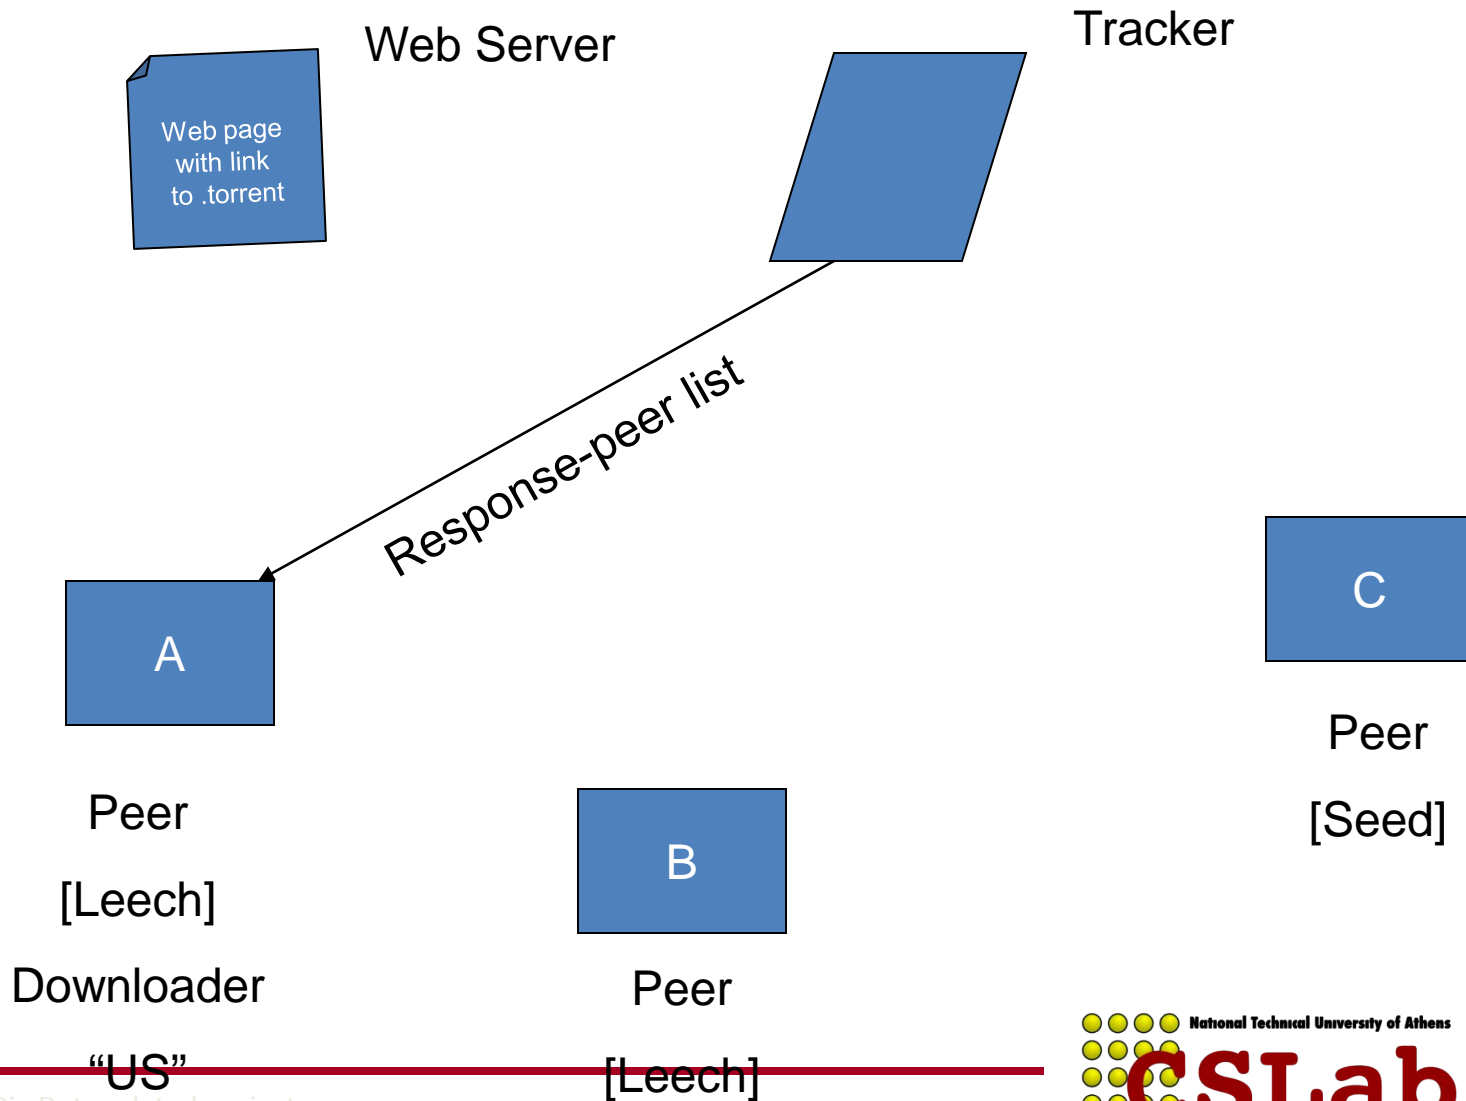 Web Server
Tracker
Web page
with link
to .torrent
Response-peer list
A
C
Peer
[Seed]
Peer
[Leech]
Downloader
“US”
B
Peer
[Leech]
National Technical University of Athens
CSLab